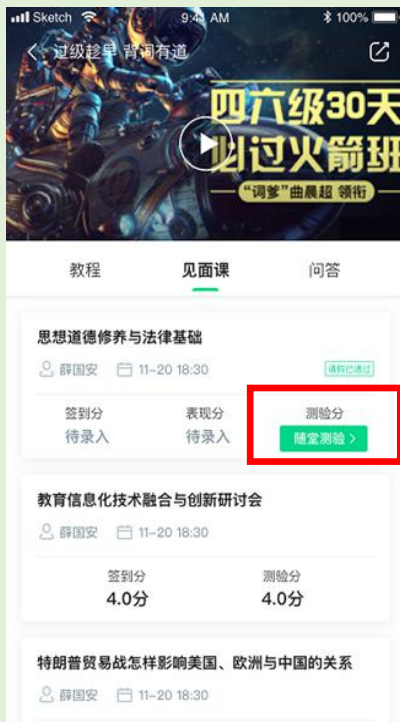 Sketch 9:41 AM 100%
过级趁早 背词有道
四六级30天
必过火箭班
“词爹”曲晨超 领衔
教程 见面课 问答
思想道德修养与法律基础
薛国安 11-20 18:30 请假已通过
签到分 表现分 测验分
待录入 待录入 随堂测验 >
教育信息化技术融合与创新研讨会
薛国安 11-20 18:30
签到分 测验分
4.0分 4.0分
特朗普贸易战怎样影响美国、欧洲与中国的关系
薛国安 11-20 18:30